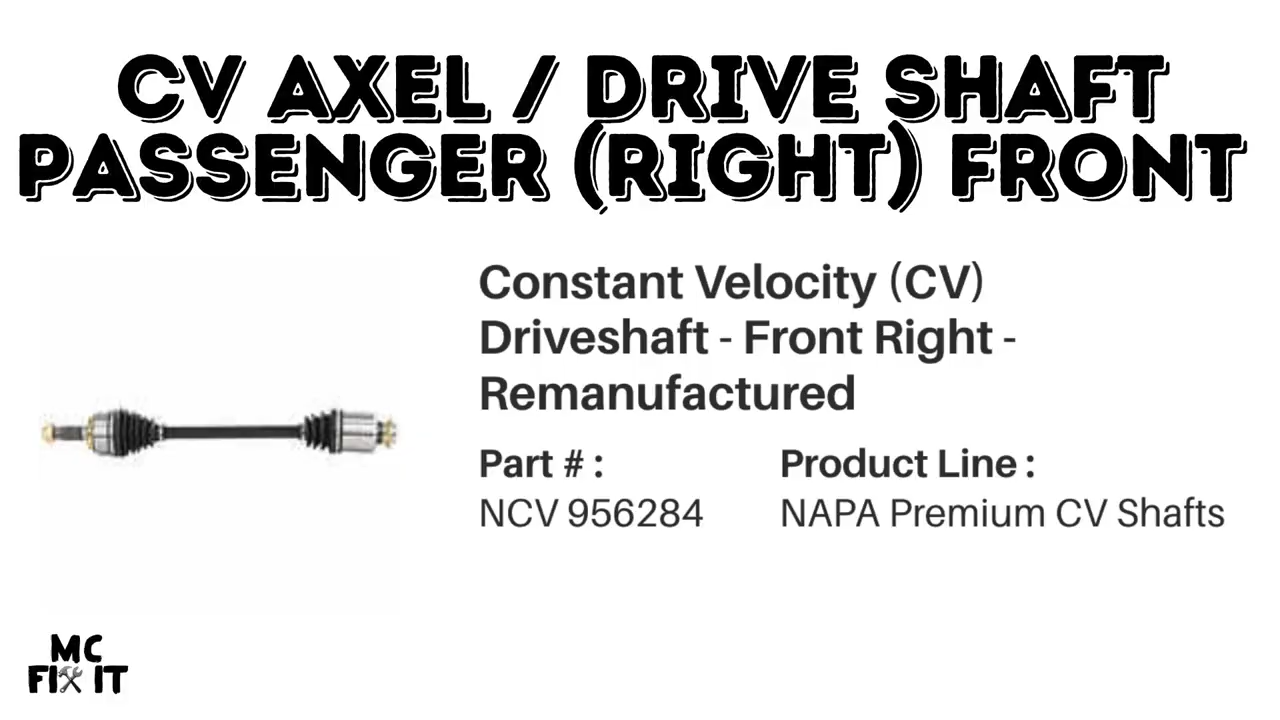 CV AXEL / DRIVE SHAFT
PASSENGER (RIGHT) FRONT
Constant Velocity (CV)
Driveshaft - Front Right -
Remanufactured
Part # :
Product Line :
NCV 956284
NAPA Premium CV Shafts
MC
FIX IT